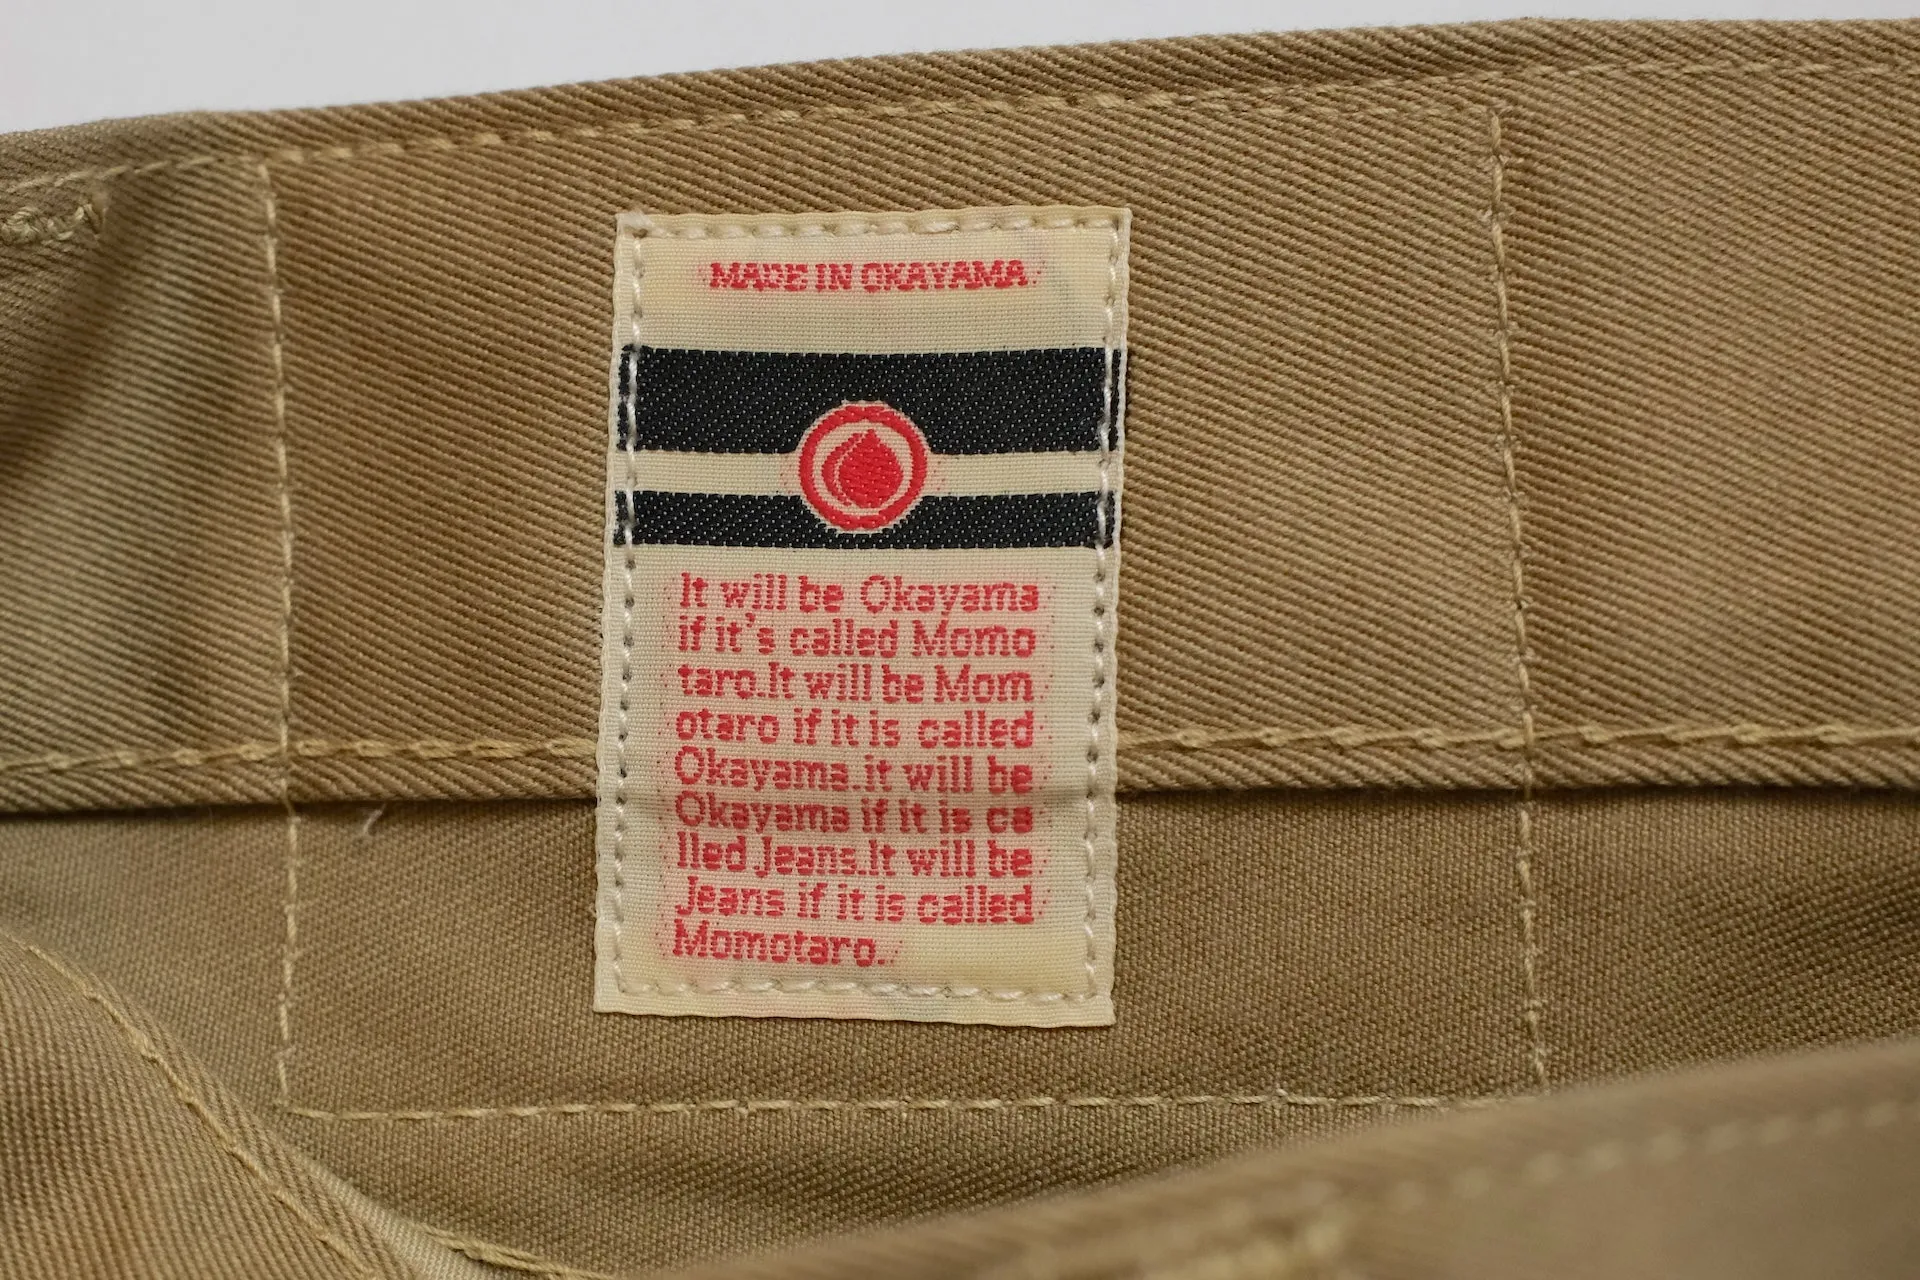 MADE IN OKAYAMA
It will be Okayama
if it's called Momo
taro.It will be Mom
otaro if it is called
Okayama.it will be
Okayama if it is ca
lled Jeans.It will be
Jeans if it is called
Momotaro.